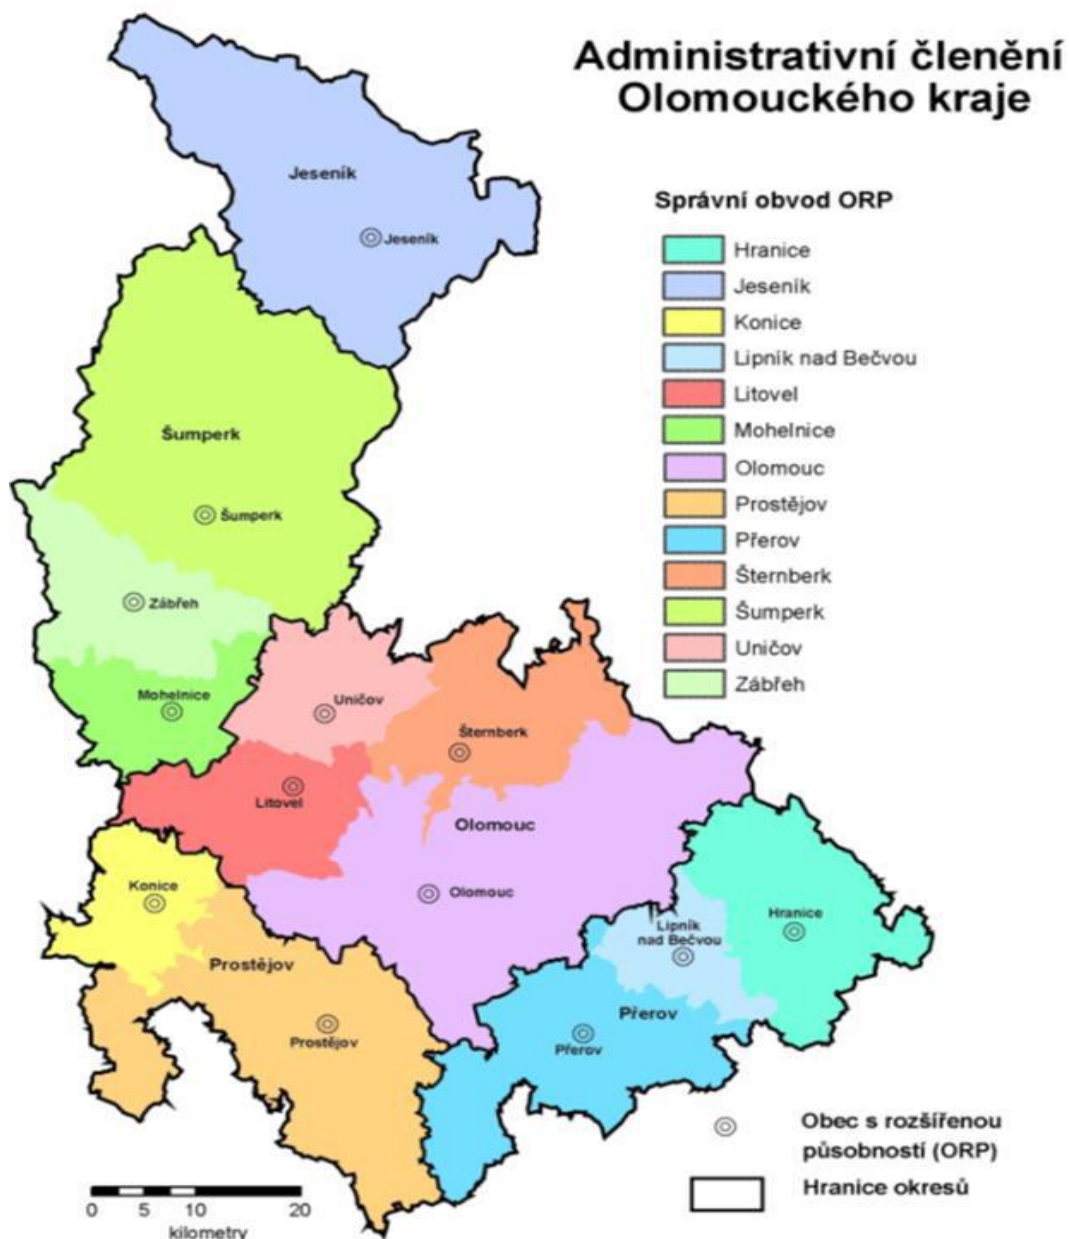 Administrativní členění
Olomouckého kraje
Jeseník
Jeseník
Šumperk
Šumperk
Zábřeh
Mohelnice
Uničov
Šternberk
Litovel
Olomouc
Olomouc
Konice
Hranice
Lipník
nad Bečvou
Prostějov
Prostějov
Přerov
Přerov
Správní obvod ORP
Hranice
Jeseník
Konice
Lipník nad Bečvou
Litovel
Mohelnice
Olomouc
Prostějov
Přerov
Šternberk
Šumperk
Uničov
Zábřeh
Obec s rozšířenou
působností (ORP)
Hranice okresů
0 5 10 20
kilometry